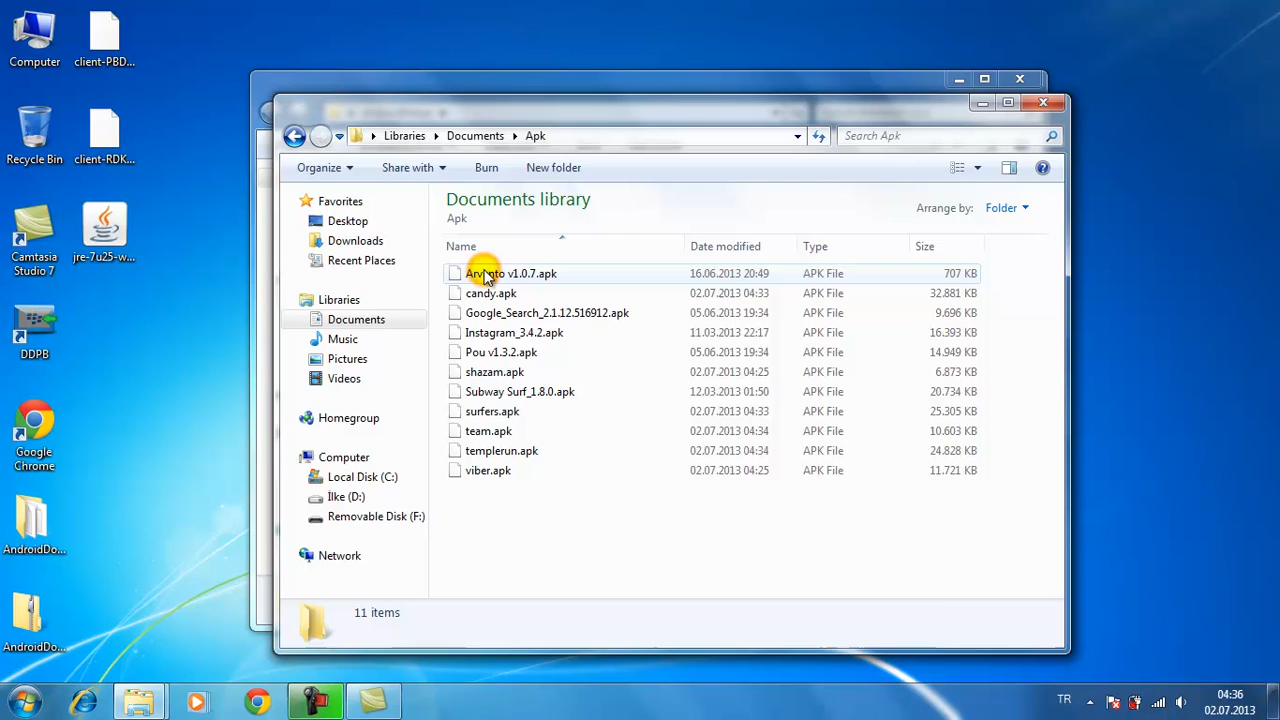 Computer
client-PBD...
Recycle Bin
client-RDK...
Camtasia
Studio 7
jre-7u25-w...
DDPB
Google
Chrome
AndroidDo...
AndroidDo...
Libraries
Documents
Apk
Search Apk
Organize
Share with
Burn
New folder
Favorites
Desktop
Downloads
Recent Places
Libraries
Documents
Music
Pictures
Videos
Homegroup
Computer
Local Disk (C:)
İlke (D:)
Removable Disk (F:)
Network
Documents library
Apk
Arrange by: Folder
Name Date modified Type Size
v1.0.7.apk 16.06.2013 20:49 APK File 707 KB
candy.apk 02.07.2013 04:33 APK File 32.881 KB
Google_Search_2.1.12.516912.apk 05.06.2013 19:34 APK File 9.696 KB
Instagram_3.4.2.apk 11.03.2013 22:17 APK File 16.393 KB
Pou v1.3.2.apk 05.06.2013 19:34 APK File 14.949 KB
shazam.apk 02.07.2013 04:25 APK File 6.873 KB
Subway Surf_1.8.0.apk 12.03.2013 01:50 APK File 20.734 KB
surfers.apk 02.07.2013 04:33 APK File 25.305 KB
team.apk 02.07.2013 04:34 APK File 10.603 KB
templerun.apk 02.07.2013 04:34 APK File 24.828 KB
viber.apk 02.07.2013 04:25 APK File 11.721 KB
11 items
TR
04:36
02.07.2013